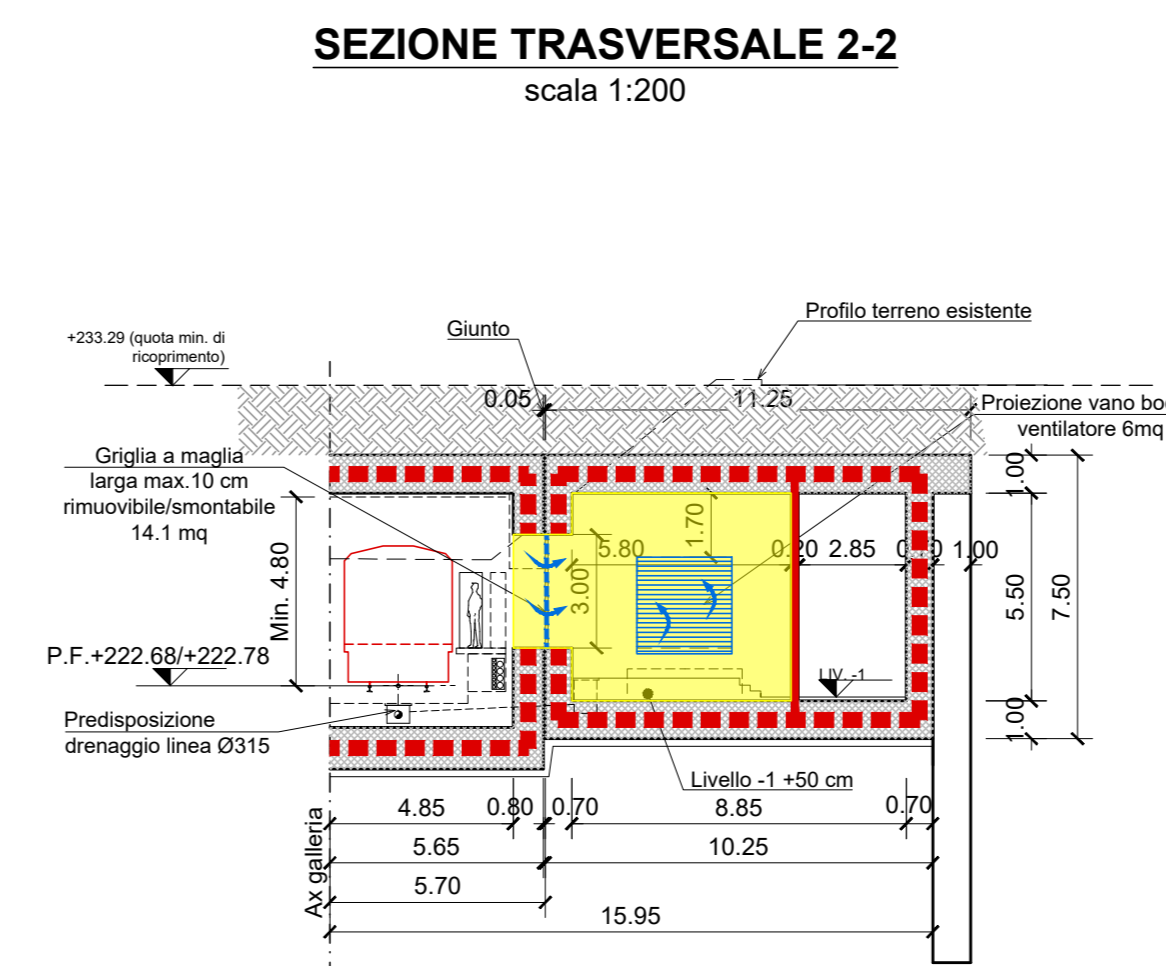 SEZIONE TRASVERSALE 2-2
scala 1:200
+233.29 (quota min. di
ricoprimento)
Giunto
Profilo terreno esistente
0.05
11.25
Proiezione vano bo
ventilatore 6mq
Griglia a maglia
larga max.10 cm
rimuovibile/smontabile
14.1 mq
1.00
1.70
5.80
0.20
2.85
1.00
3.00
Min. 4.80
5.50
7.50
P.F.+222.68/+222.78
LIV. -1
Predisposizione
drenaggio linea Ø315
1.00
Livello -1 +50 cm
4.85
0.80
0.70
8.85
0.70
5.65
10.25
5.70
15.95
Ax galleria